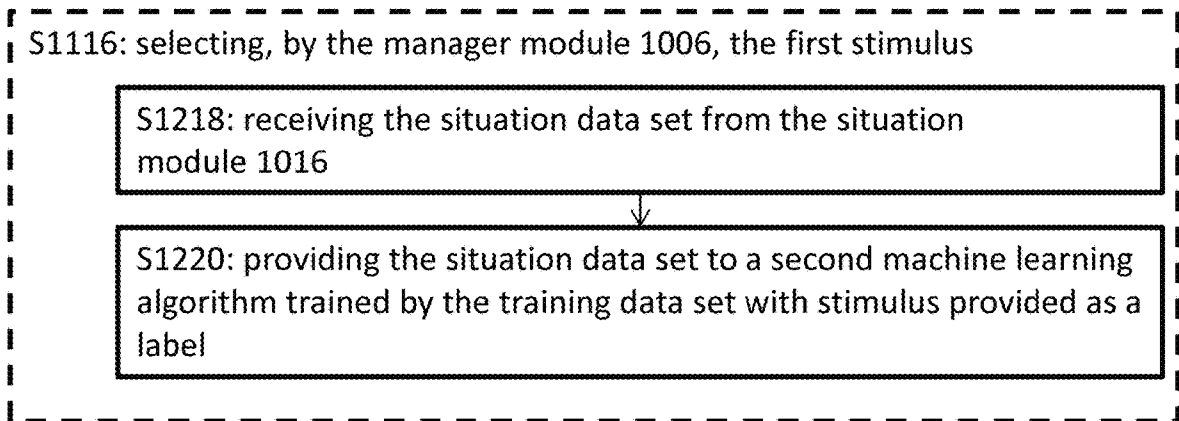 S1116: selecting, by the manager module 1006, the first stimulus
S1218: receiving the situation data set from the situation
module 1016
S1220: providing the situation data set to a second machine learning
algorithm trained by the training data set with stimulus provided as a
label